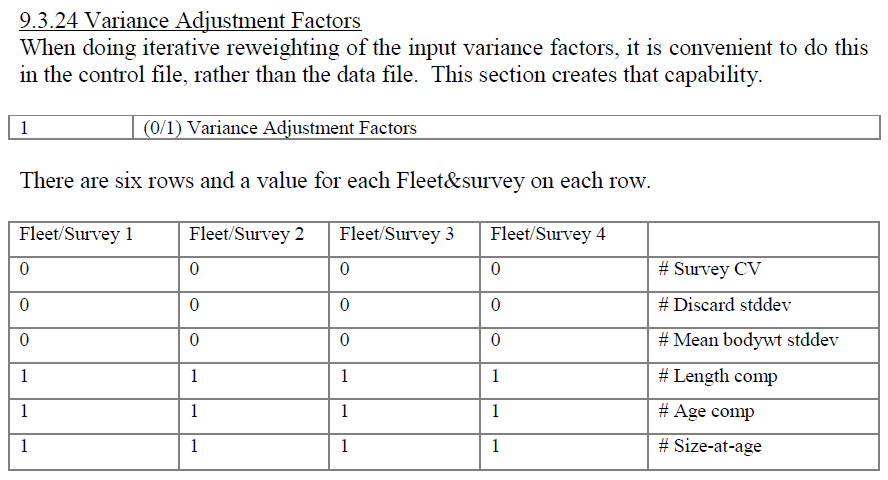 9.3.24 Variance Adjustment Factors
When doing iterative reweighting of the input variance factors, it is convenient to do this
in the control file, rather than the data file.  This section creates that capability.
1 (0/1) Variance Adjustment Factors
There are six rows and a value for each Fleet&survey on each row.
Fleet/Survey 1 Fleet/Survey 2 Fleet/Survey 3 Fleet/Survey 4
0 0 0 0 # Survey CV
0 0 0 0 # Discard stddev
0 0 0 0 # Mean bodywt stddev
1 1 1 1 # Length comp
1 1 1 1 # Age comp
1 1 1 1 # Size-at-age